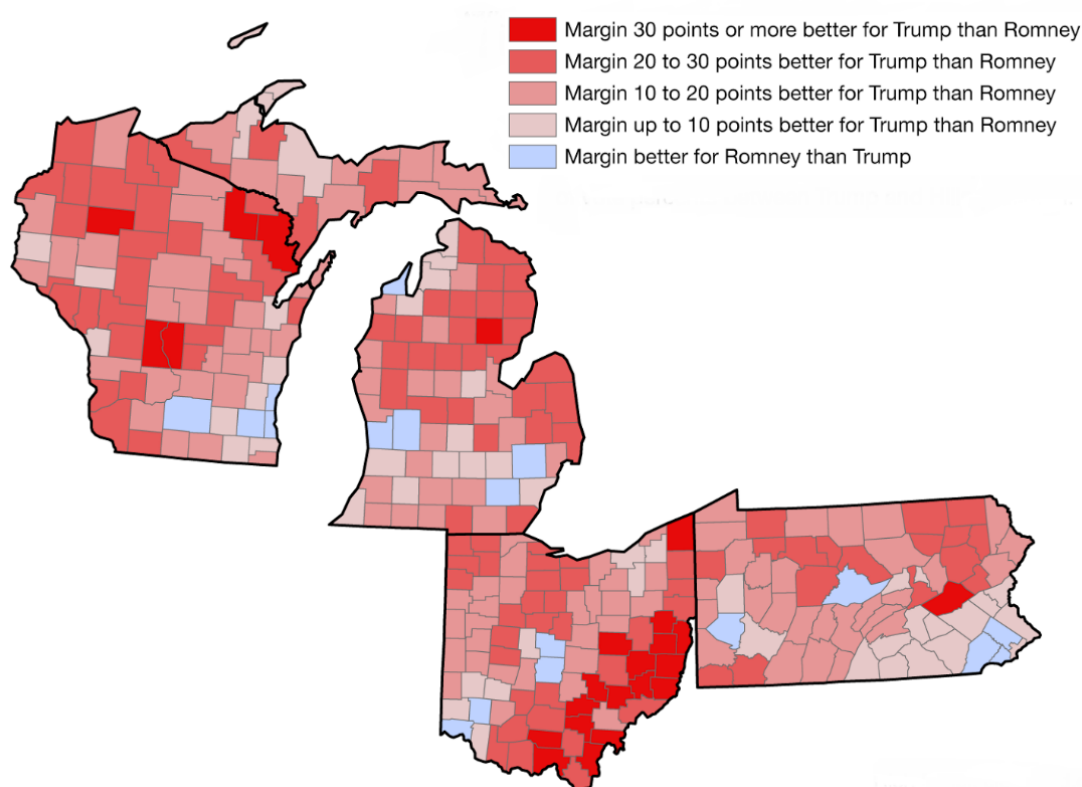 Margin 30 points or more better for Trump than Romney
Margin 20 to 30 points better for Trump than Romney
Margin 10 to 20 points better for Trump than Romney
Margin up to 10 points better for Trump than Romney
Margin better for Romney than Trump